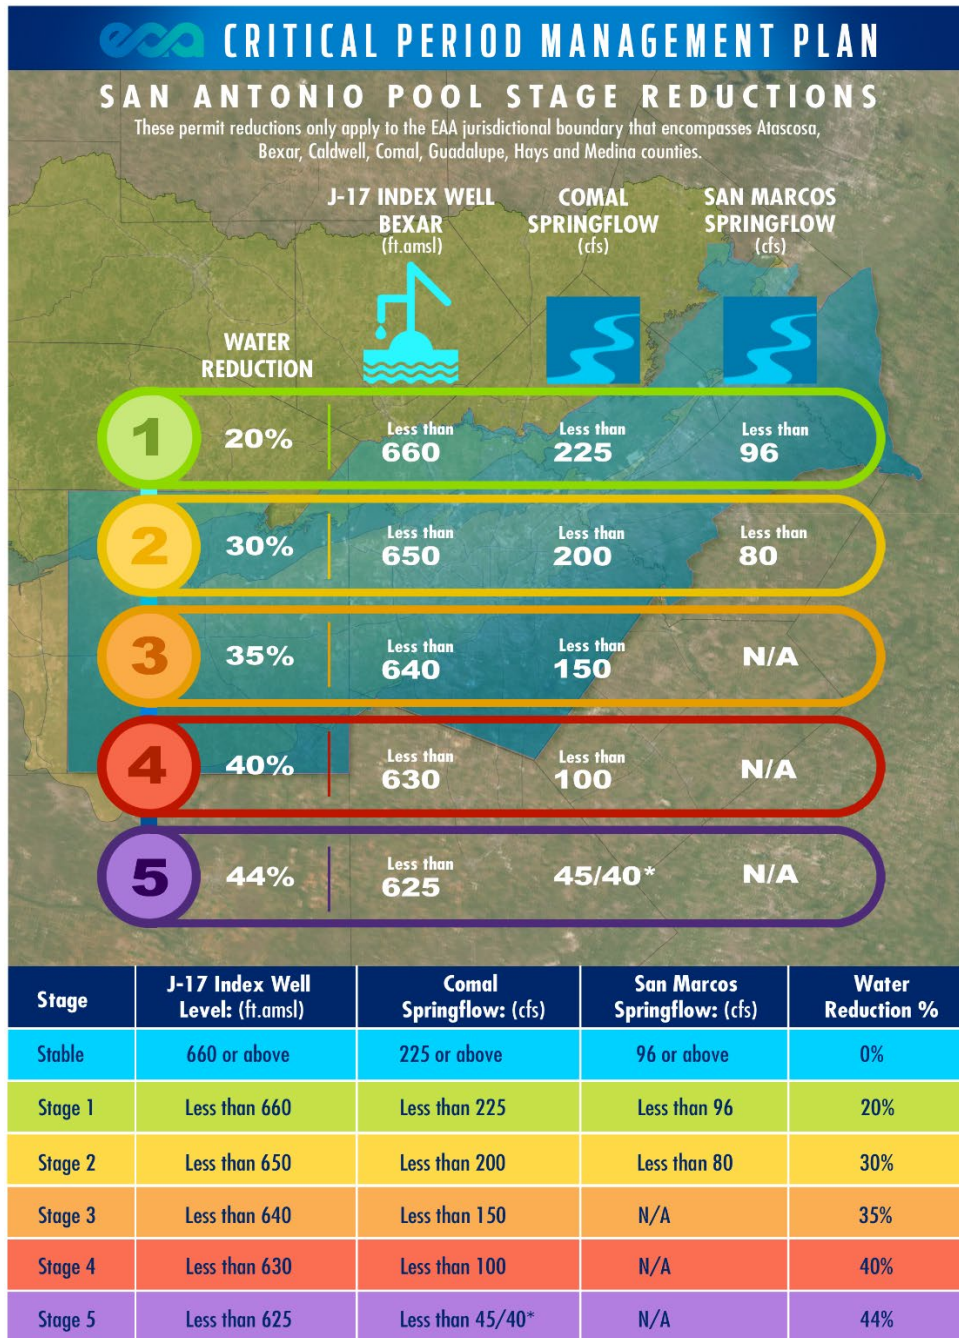 eaa CRITICAL PERIOD MANAGEMENT PLAN
SAN ANTONIO POOL STAGE REDUCTIONS
These permit reductions only apply to the EAA jurisdictional boundary that encompasses Atascosa,
Bexar, Caldwell, Comal, Guadalupe, Hays and Medina counties.
WATER
REDUCTION
J-17 INDEX WELL
BEXAR
(ft.amsl)
COMAL
SPRINGFLOW
(cfs)
SAN MARCOS
SPRINGFLOW
(cfs)
1 20% Less than 660 Less than 225 Less than 96
2 30% Less than 650 Less than 200 Less than 80
3 35% Less than 640 Less than 150 N/A
4 40% Less than 630 Less than 100 N/A
5 44% Less than 625 45/40* N/A
Stage J-17 Index Well Level: (ft.amsl) Comal Springflow: (cfs) San Marcos Springflow: (cfs) Water Reduction %
Stable 660 or above 225 or above 96 or above 0%
Stage 1 Less than 660 Less than 225 Less than 96 20%
Stage 2 Less than 650 Less than 200 Less than 80 30%
Stage 3 Less than 640 Less than 150 N/A 35%
Stage 4 Less than 630 Less than 100 N/A 40%
Stage 5 Less than 625 Less than 45/40* N/A 44%